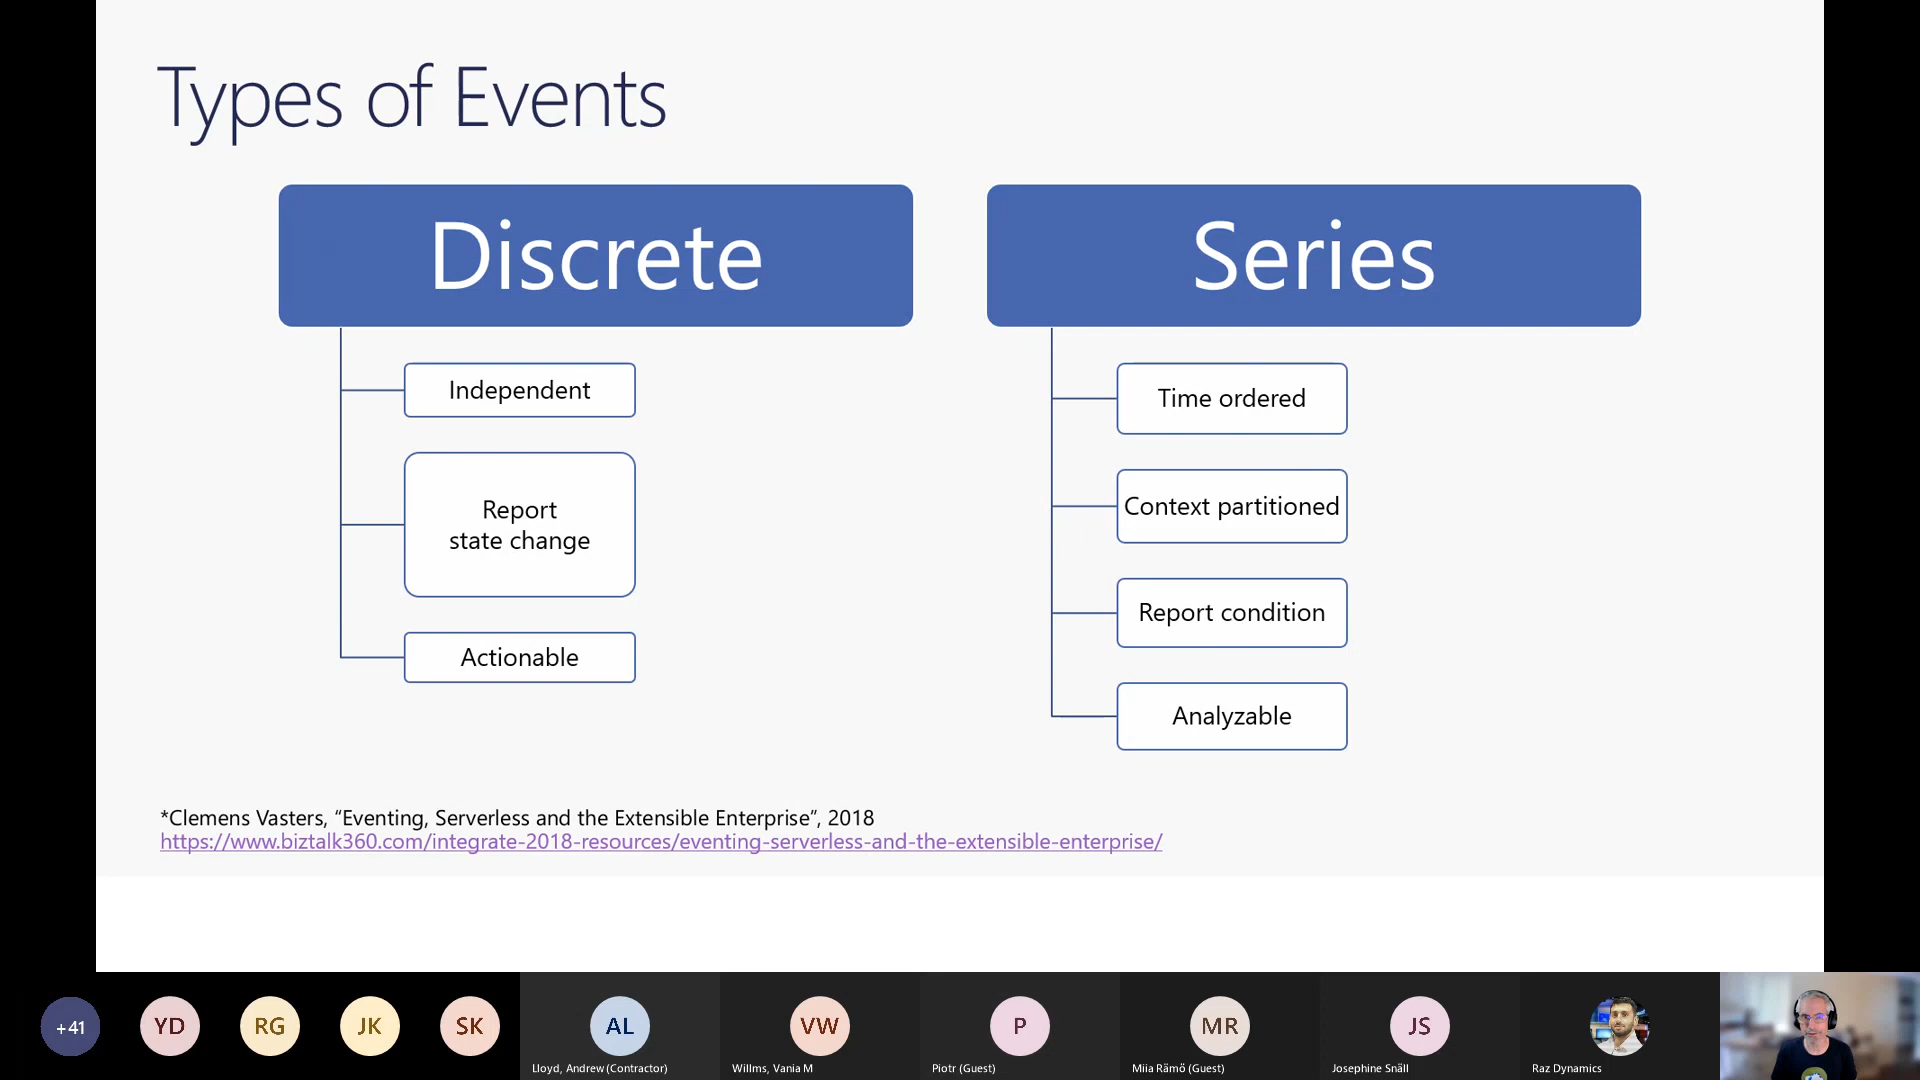 Types of Events
Discrete
Independent
Report
state change
Actionable
Series
Time ordered
Context partitioned
Report condition
Analyzable
*Clemens Vasters, “Eventing, Serverless and the Extensible Enterprise”, 2018
https://www.biztalk360.com/integrate-2018-resources/eventing-serverless-and-the-extensible-enterprise/
+41
YD
RG
JK
SK
AL
Lloyd, Andrew (Contractor)
VW
Willms, Vania M
P
Piotr (Guest)
MR
Miia Rämö (Guest)
JS
Josephine Snäll
Raz Dynamics